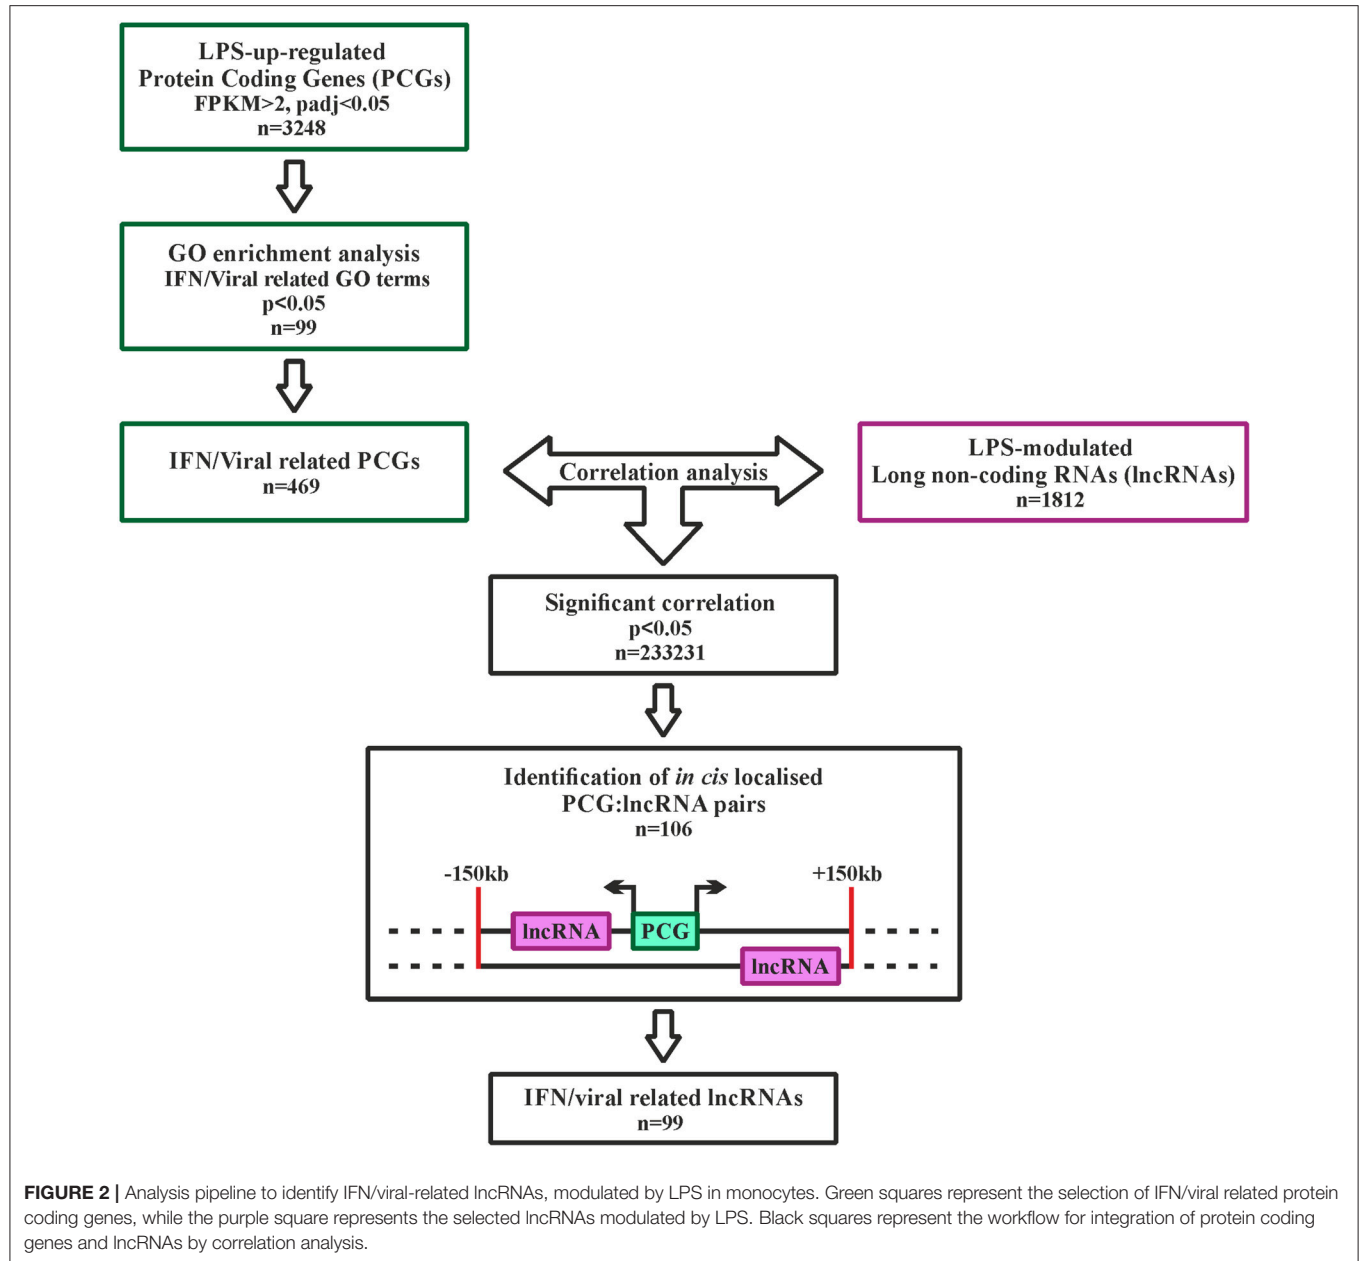 LPS-up-regulated
Protein Coding Genes (PCGs)
FPKM>2, padj<0.05
n=3248
GO enrichment analysis
IFN/Viral related GO terms
p<0.05
n=99
IFN/Viral related PCGs
n=469
Correlation analysis
LPS-modulated
Long non-coding RNAs (lncRNAs)
n=1812
Significant correlation
p<0.05
n=233231
Identification of in cis localised
PCG:lncRNA pairs
n=106
-150kb
+150kb
lncRNA
PCG
lncRNA
IFN/viral related lncRNAs
n=99
FIGURE 2 | Analysis pipeline to identify IFN/viral-related lncRNAs, modulated by LPS in monocytes. Green squares represent the selection of IFN/viral related protein
coding genes, while the purple square represents the selected lncRNAs modulated by LPS. Black squares represent the workflow for integration of protein coding
genes and lncRNAs by correlation analysis.